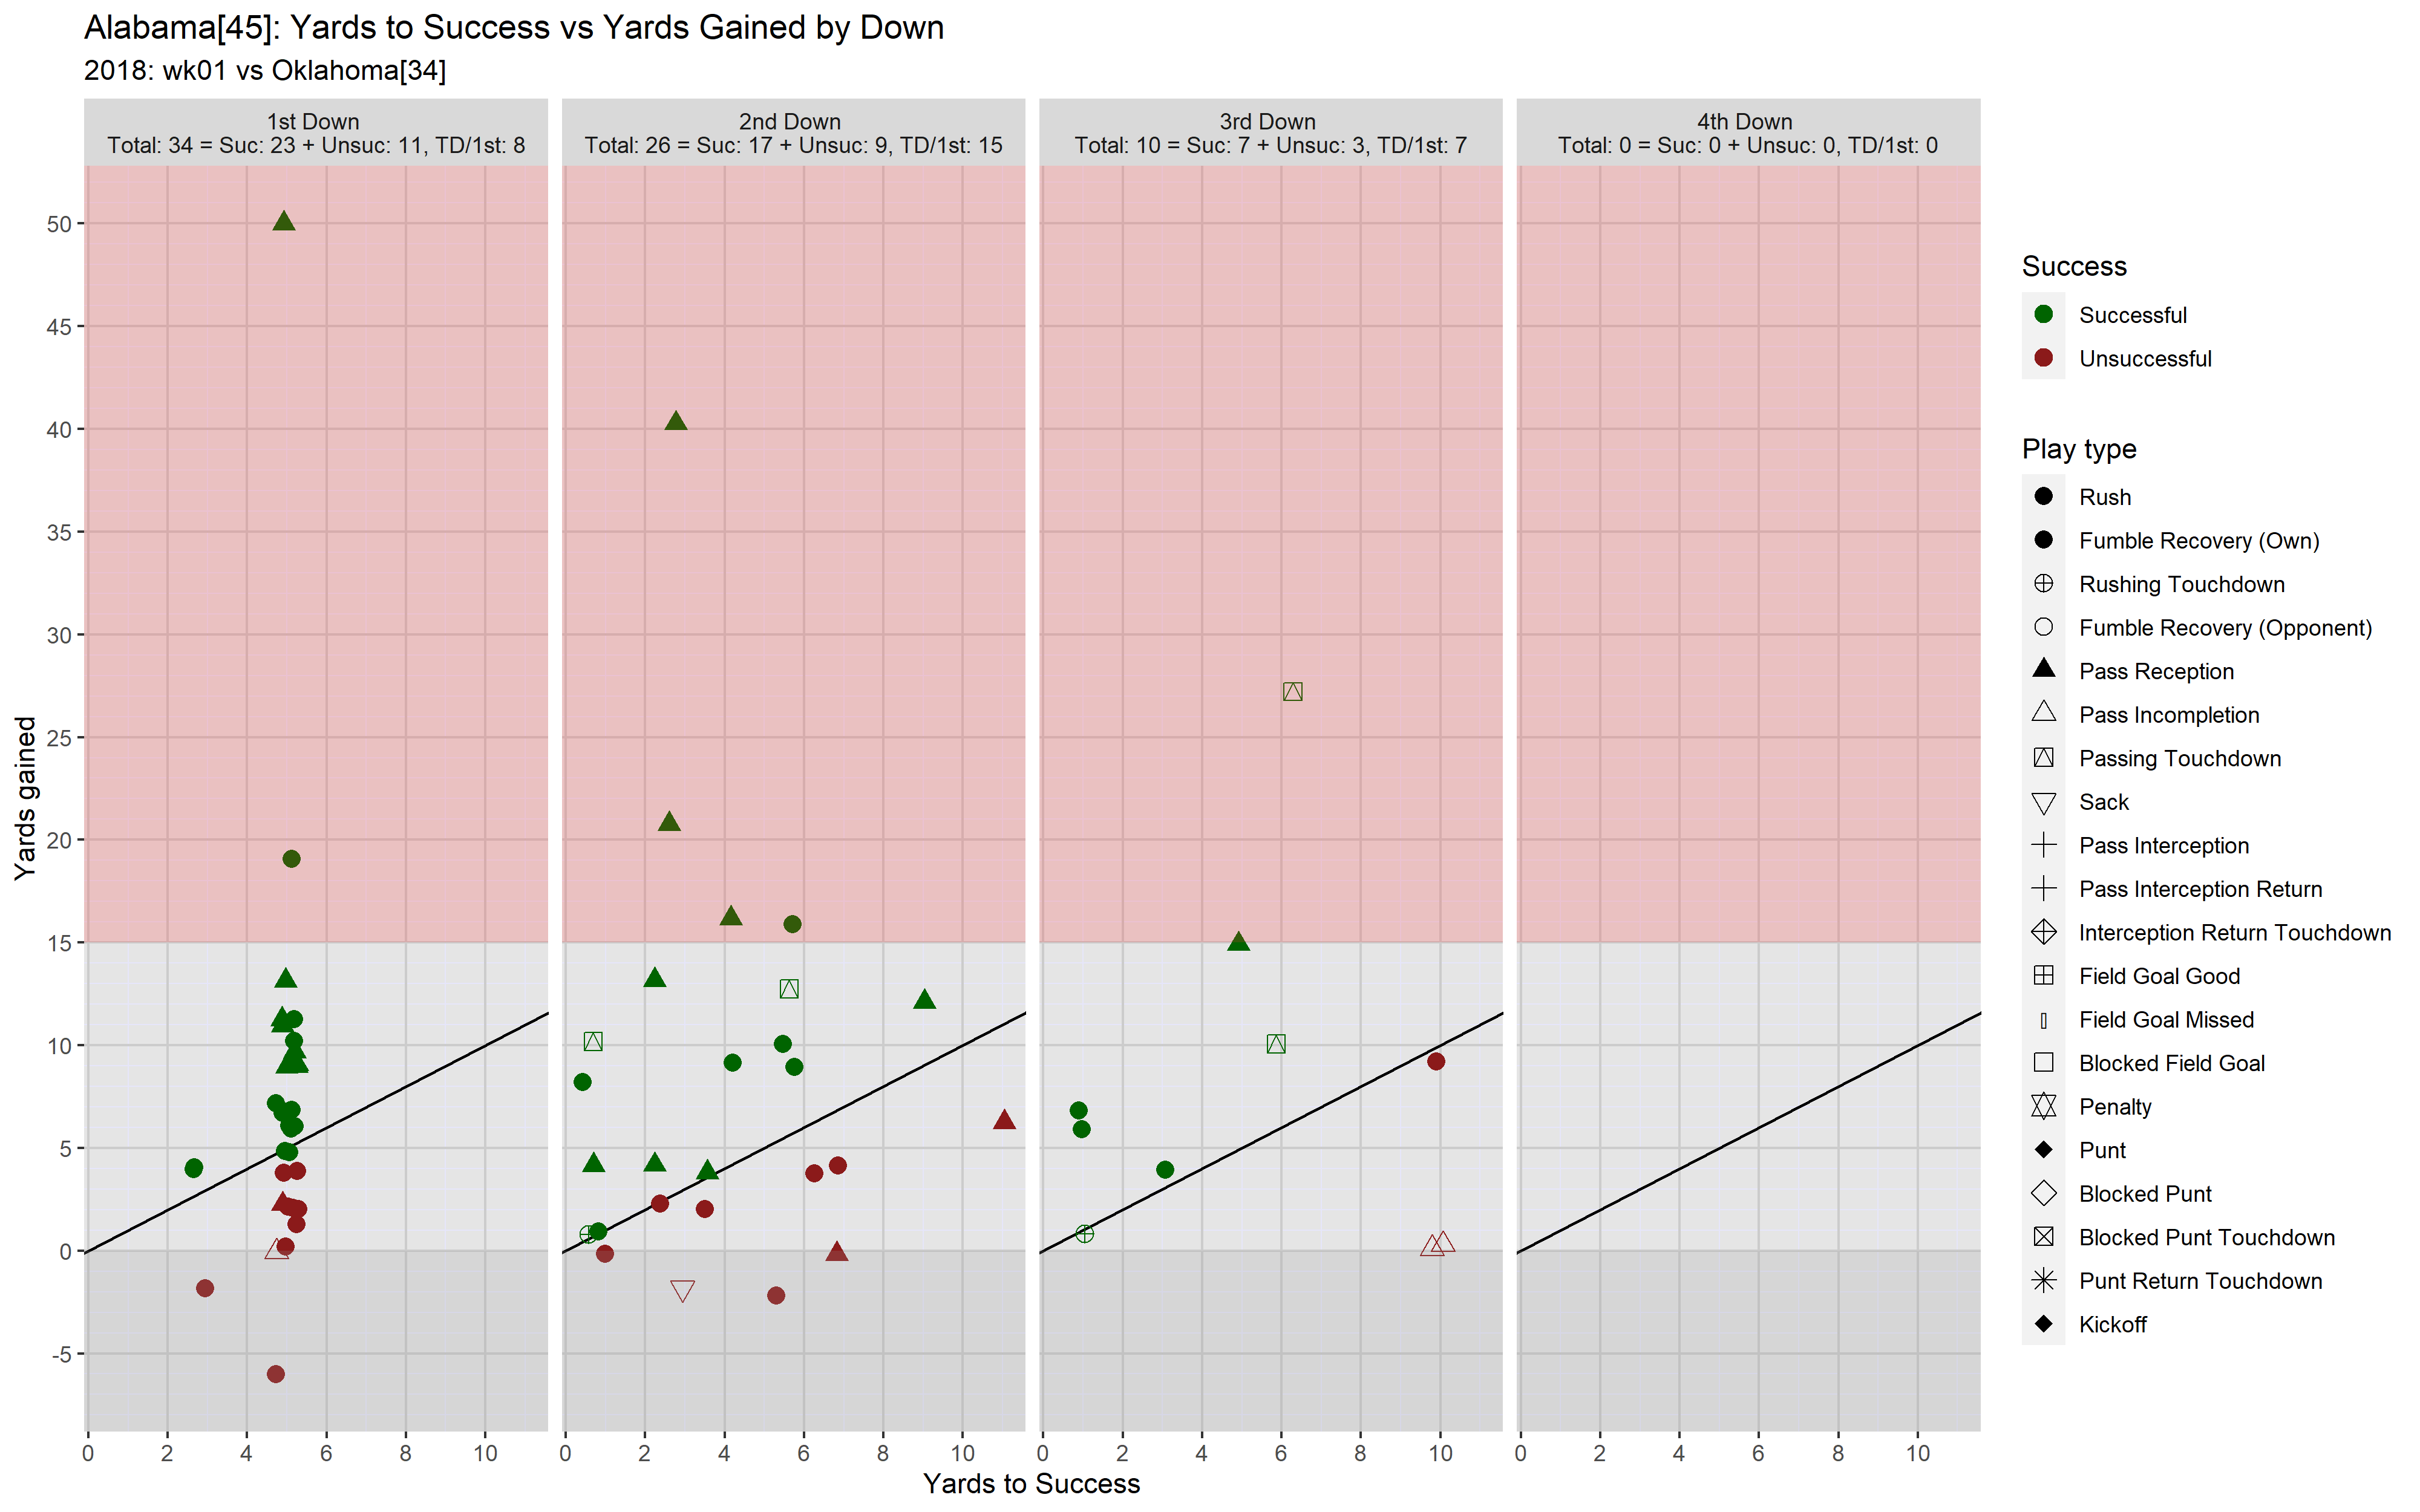 Alabama[45]: Yards to Success vs Yards Gained by Down
2018: wk01 vs Oklahoma[34]
1st Down
Total: 34 = Suc: 23 + Unsuc: 11, TD/1st: 8
2nd Down
Total: 26 = Suc: 17 + Unsuc: 9, TD/1st: 15
3rd Down
Total: 10 = Suc: 7 + Unsuc: 3, TD/1st: 7
4th Down
Total: 0 = Suc: 0 + Unsuc: 0, TD/1st: 0
Yards gained
50
45
40
35
30
25
20
15
10
5
0
-5
0 2 4 6 8 10
0 2 4 6 8 10
0 2 4 6 8 10
0 2 4 6 8 10
Yards to Success
Success
Successful
Unsuccessful
Play type
Rush
Fumble Recovery (Own)
Rushing Touchdown
Fumble Recovery (Opponent)
Pass Reception
Pass Incompletion
Passing Touchdown
Sack
Pass Interception
Pass Interception Return
Interception Return Touchdown
Field Goal Good
Field Goal Missed
Blocked Field Goal
Penalty
Punt
Blocked Punt
Blocked Punt Touchdown
Punt Return Touchdown
Kickoff